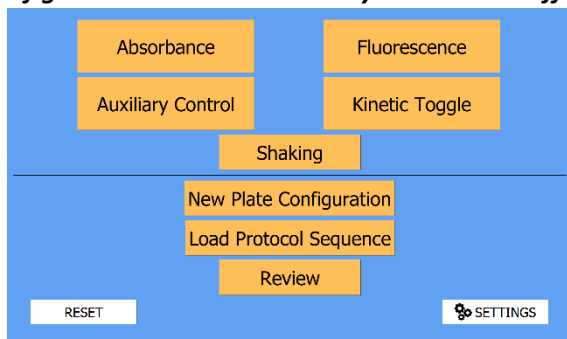 Absorbance
Fluorescence
Auxiliary Control
Kinetic Toggle
Shaking
New Plate Configuration
Load Protocol Sequence
Review
RESET
SETTINGS